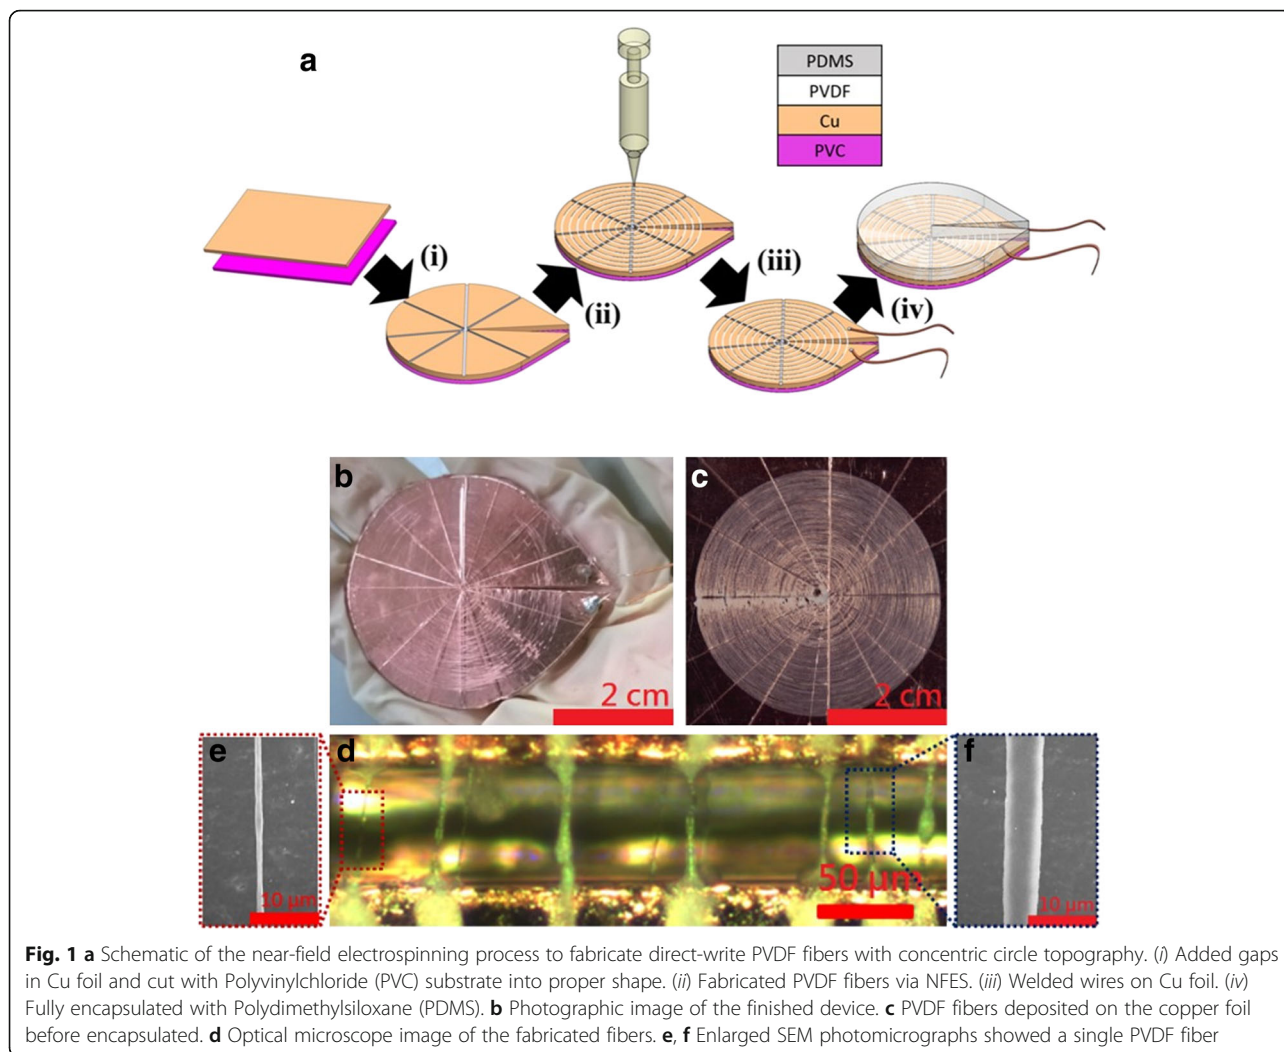 a
PDMS
PVDF
Cu
PVC
(i)
(ii)
(iii)
(iv)
b
2 cm
c
2 cm
e
10 µm
d
50 µm
f
10 µm
Fig. 1 a Schematic of the near-field electrospinning process to fabricate direct-write PVDF fibers with concentric circle topography. (i) Added gaps
in Cu foil and cut with Polyvinylchloride (PVC) substrate into proper shape. (ii) Fabricated PVDF fibers via NFES. (iii) Welded wires on Cu foil. (iv)
Fully encapsulated with Polydimethylsiloxane (PDMS). b Photographic image of the finished device. c PVDF fibers deposited on the copper foil
before encapsulated. d Optical microscope image of the fabricated fibers. e, f Enlarged SEM photomicrographs showed a single PVDF fiber